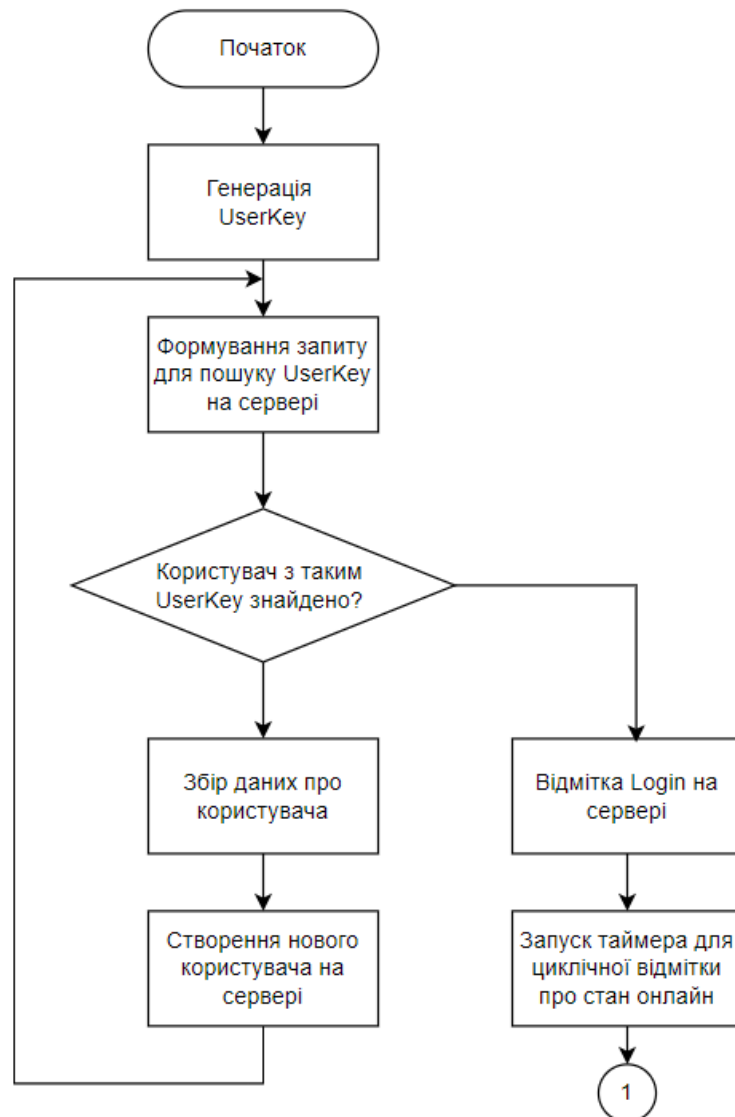 Початок
Генерація
UserKey
Формування запиту
для пошуку UserKey
на сервері
Користувач з таким
UserKey знайдено?
Збір даних про
користувача
Відмітка Login на
сервері
Створення нового
користувача на
сервері
Запуск таймера для
циклічної відмітки
про стан онлайн
1